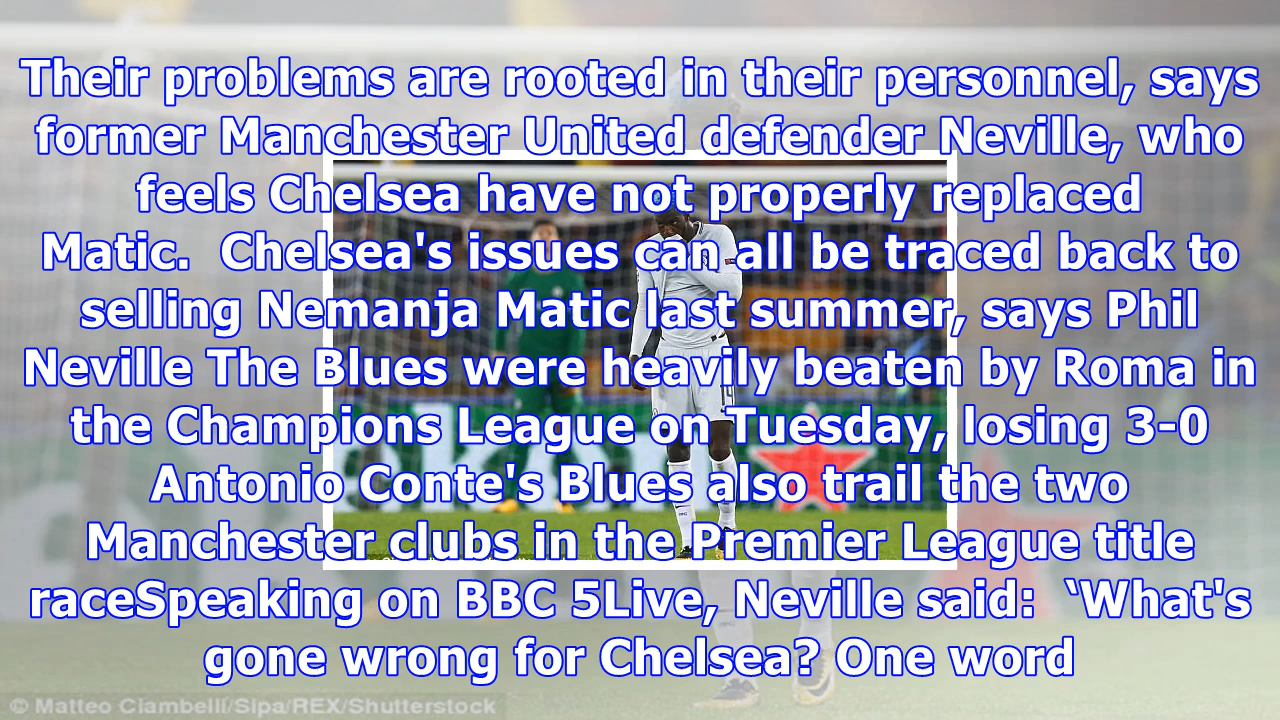 Their problems are rooted in their personnel, says
former Manchester United defender Neville, who
feels Chelsea have not properly replaced
Matic.  Chelsea's issues can all be traced back to
selling Nemanja Matic last summer, says Phil
Neville The Blues were heavily beaten by Roma in
the Champions League on Tuesday, losing 3-0
Antonio Conte's Blues also trail the two
Manchester clubs in the Premier League title
raceSpeaking on BBC 5Live, Neville said:  ‘What's
gone wrong for Chelsea? One word
© Matteo Ciambelli/Sipa/REX/Shutterstock